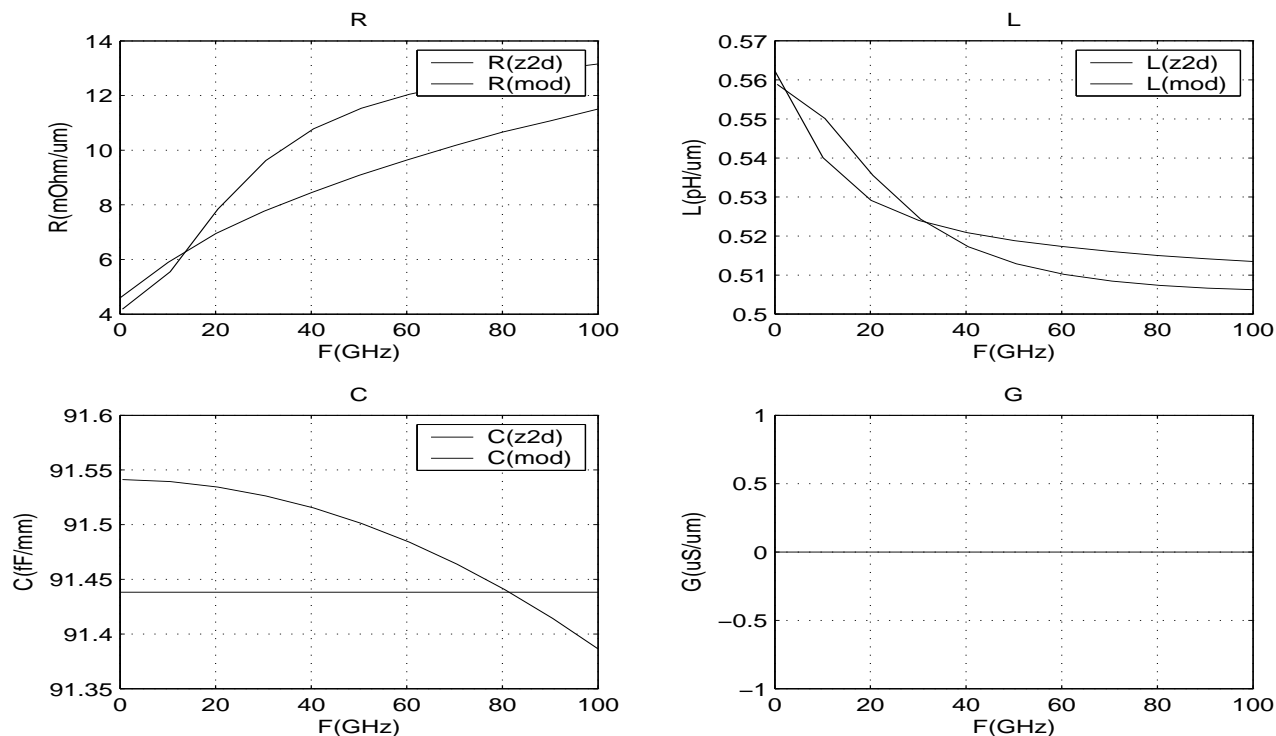 R
14
12
10
8
6
4
R(mOhm/um)
R(z2d)
R(mod)
0 20 40 60 80 100
F(GHz)
L
0.57
0.56
0.55
0.54
0.53
0.52
0.51
0.5
L(pH/um)
L(z2d)
L(mod)
0 20 40 60 80 100
F(GHz)
C
91.6
91.55
91.5
91.45
91.4
91.35
C(fF/mm)
C(z2d)
C(mod)
0 20 40 60 80 100
F(GHz)
G
1
0.5
0
−0.5
−1
G(uS/um)
0 20 40 60 80 100
F(GHz)